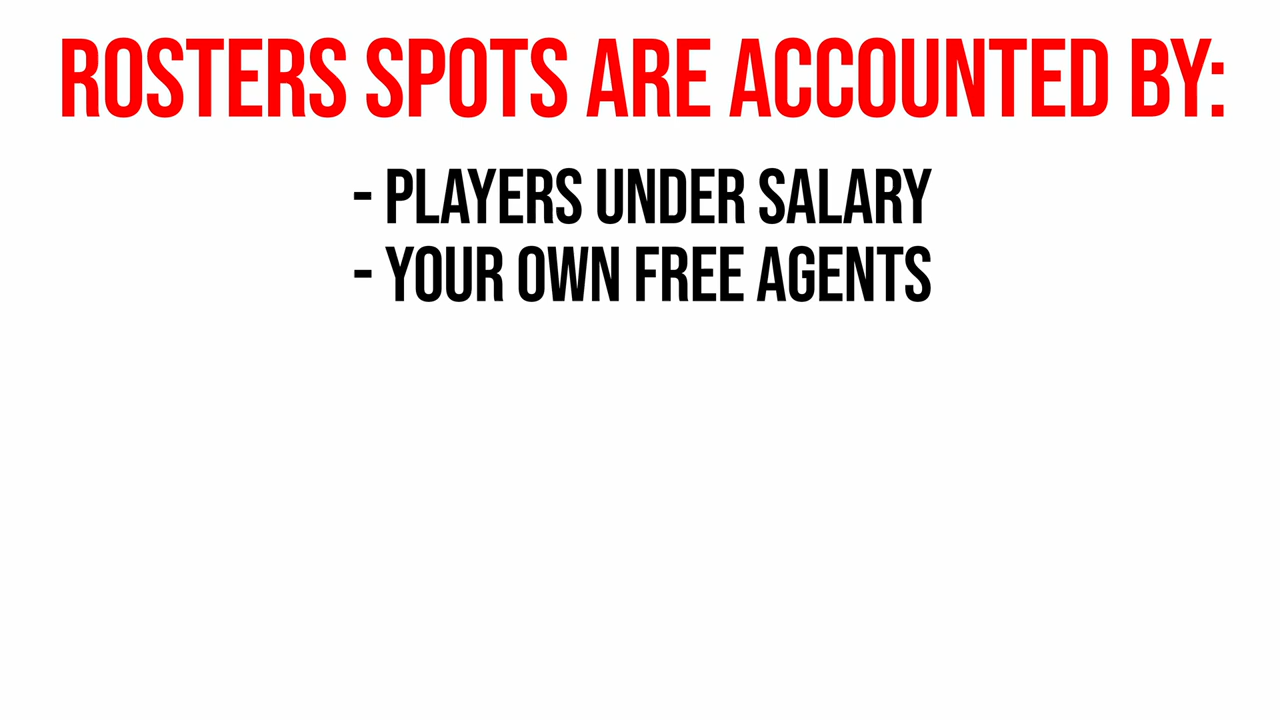 ROSTERS SPOTS ARE ACCOUNTED BY:
- PLAYERS UNDER SALARY
- YOUR OWN FREE AGENTS